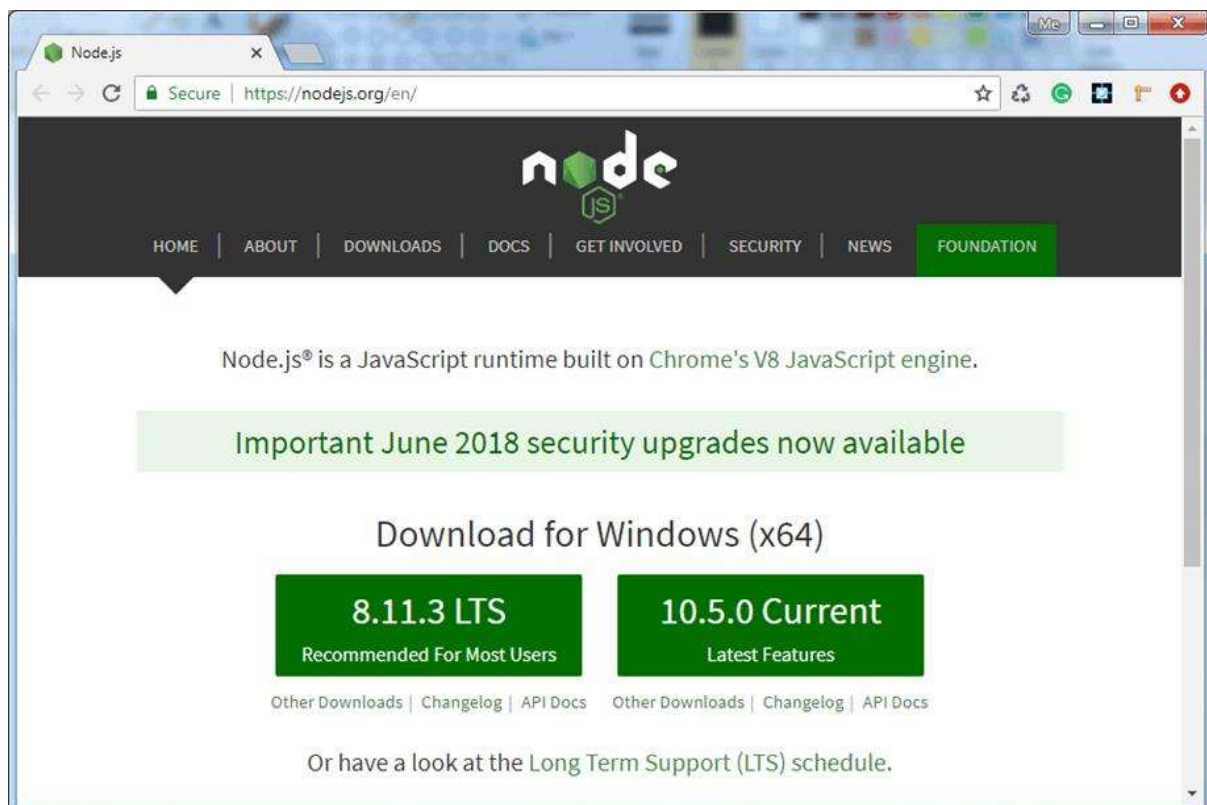 Me
Node.js
Secure | https://nodejs.org/en/
node
JS
HOME | ABOUT | DOWNLOADS | DOCS | GET INVOLVED | SECURITY | NEWS FOUNDATION
Node.js® is a JavaScript runtime built on Chrome's V8 JavaScript engine.
Important June 2018 security upgrades now available
Download for Windows (x64)
8.11.3 LTS
Recommended For Most Users
10.5.0 Current
Latest Features
Other Downloads | Changelog | API Docs
Other Downloads | Changelog | API Docs
Or have a look at the Long Term Support (LTS) schedule.